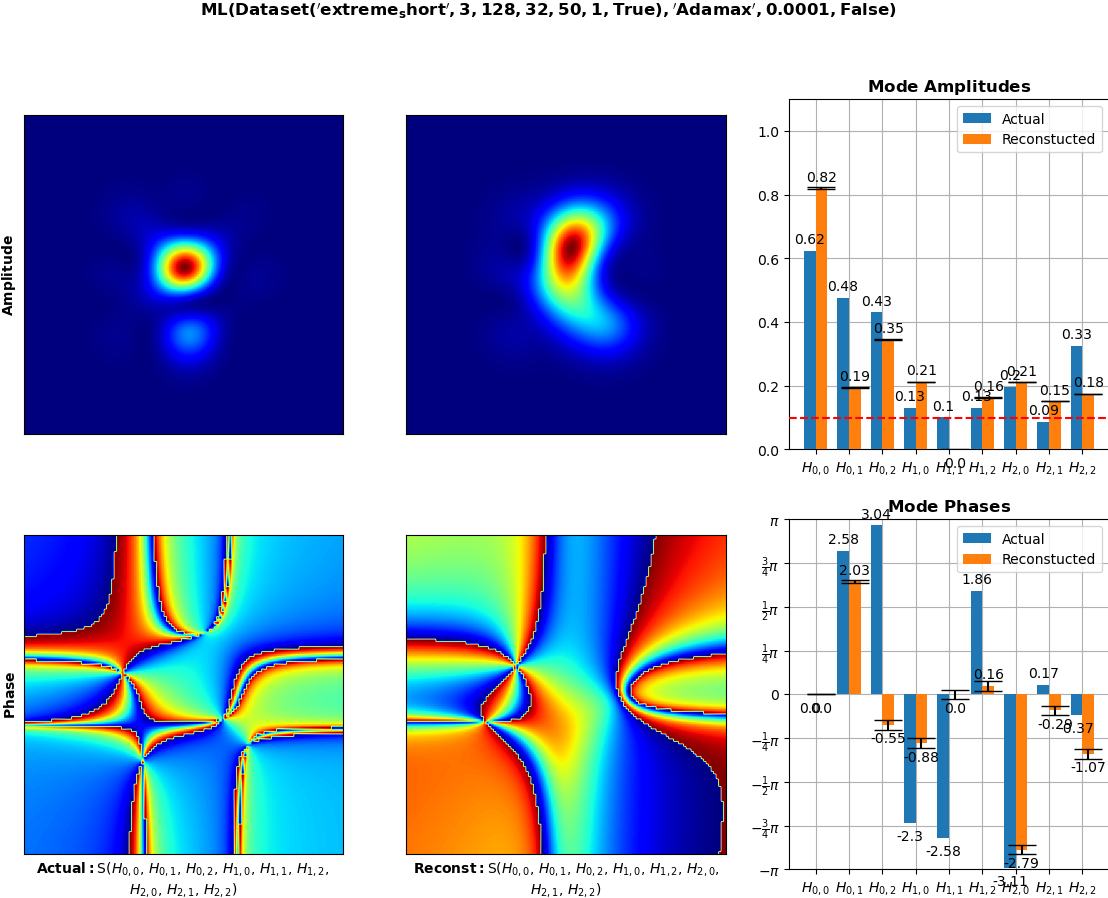 ML(Dataset('extreme_short', 3, 128, 32, 50, 1, True), 'Adamax', 0.0001, False)
Amplitude
Mode Amplitudes
Actual
Reconstucted
1.0
0.8
0.6
0.4
0.2
0.0
0.62
0.82
0.48
0.19
0.43
0.35
0.13
0.21
0.1
0.0
0.13
0.16
0.2
0.21
0.09
0.15
0.33
0.18
H0,0 H0,1 H0,2 H1,0 H1,1 H1,2 H2,0 H2,1 H2,2
Phase
Actual:S(H0,0, H0,1, H0,2, H1,0, H1,1, H1,2,
H2,0, H2,1, H2,2)
Reconst:S(H0,0, H0,1, H0,2, H1,0, H1,2, H2,0,
H2,1, H2,2)
Mode Phases
Actual
Reconstucted
π
3/4π
1/2π
1/4π
0
−1/4π
−1/2π
−3/4π
−π
0.0
0.0
2.58
2.03
3.04
-0.55
-2.3
-0.88
-2.58
0.0
1.86
0.16
-3.11
-2.79
0.17
-0.29
-0.37
-1.07
H0,0 H0,1 H0,2 H1,0 H1,1 H1,2 H2,0 H2,1 H2,2